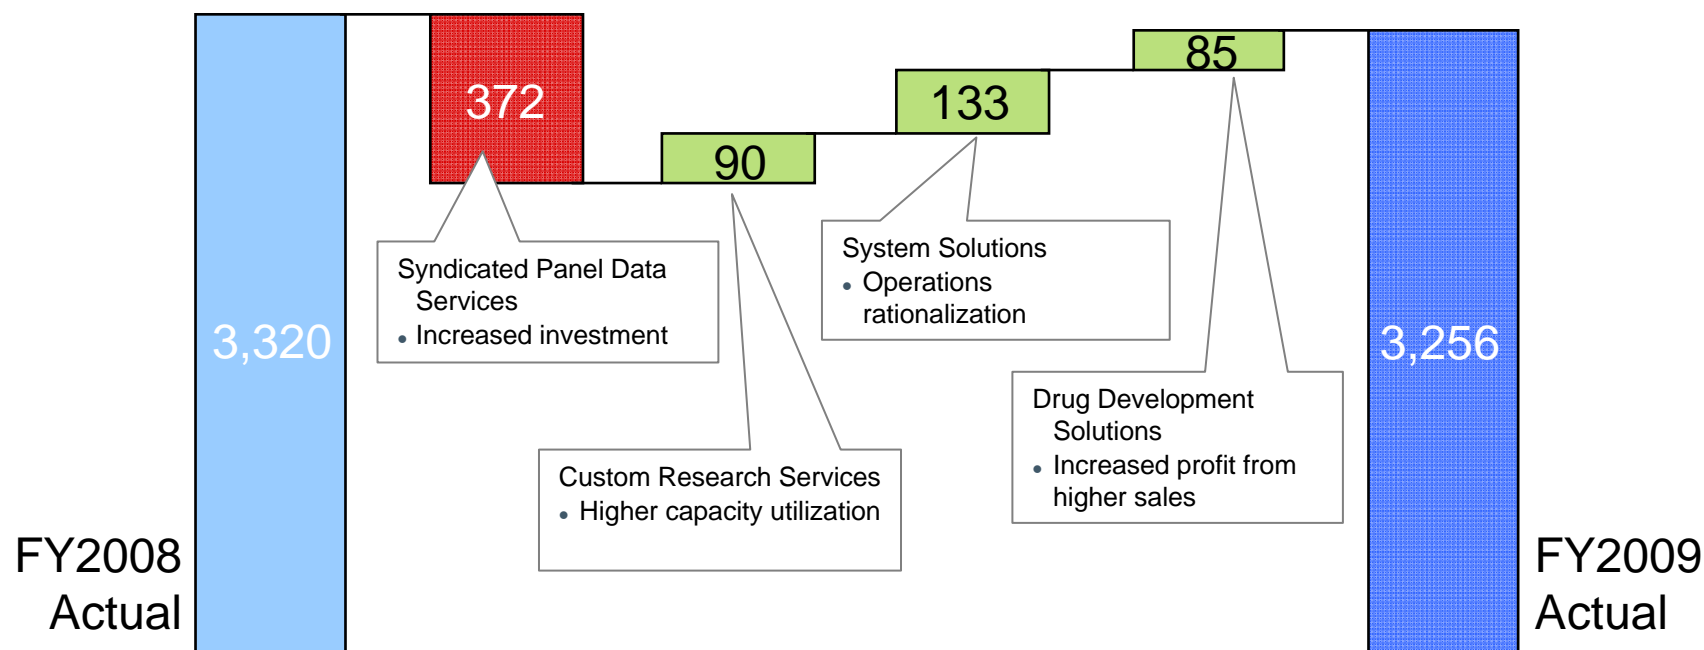 3,320
FY2008
Actual
372
Syndicated Panel Data
Services
• Increased investment
90
Custom Research Services
• Higher capacity utilization
133
System Solutions
• Operations
rationalization
85
Drug Development
Solutions
• Increased profit from
higher sales
3,256
FY2009
Actual